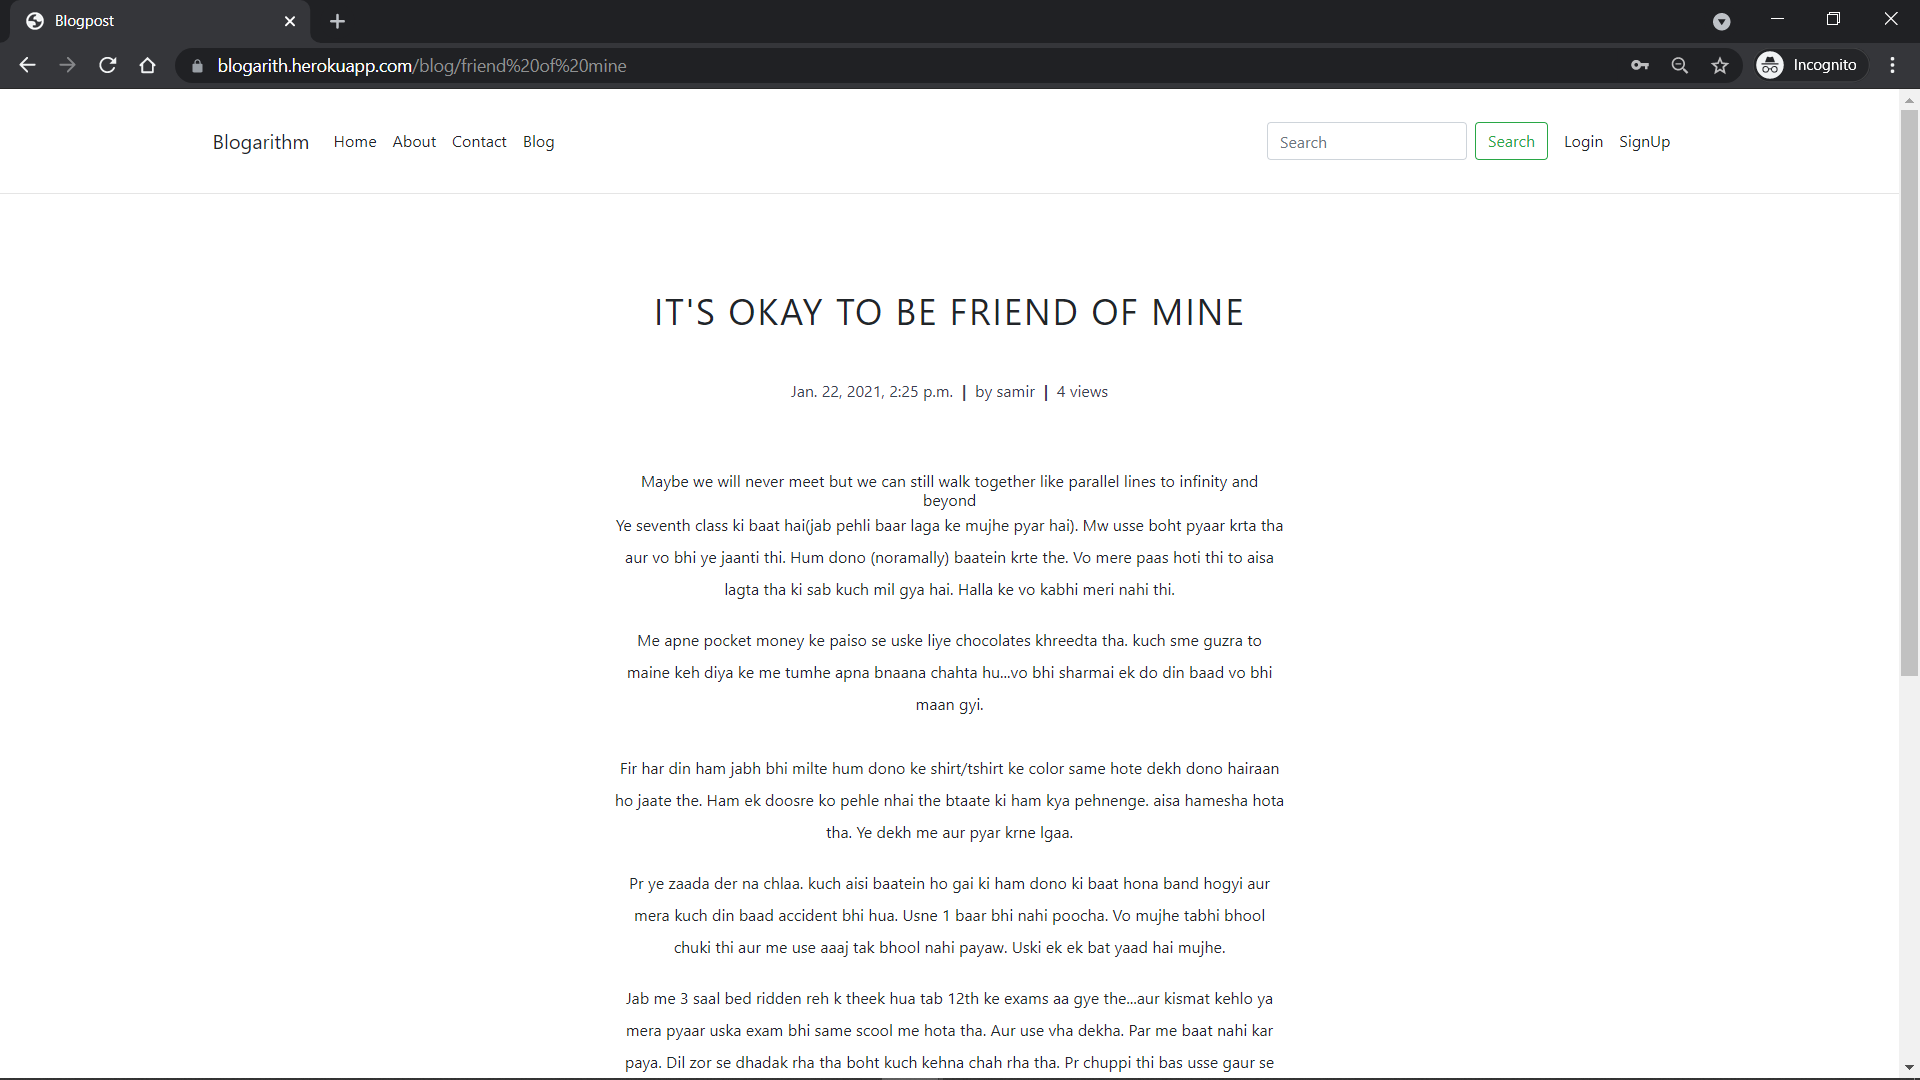 Blogpost
blogarith.herokuapp.com/blog/friend%20of%20mine
Incognito
Blogarithm Home About Contact Blog Search Search Login SignUp
IT'S OKAY TO BE FRIEND OF MINE
Jan. 22, 2021, 2:25 p.m. | by samir | 4 views
Maybe we will never meet but we can still walk together like parallel lines to infinity and
beyond
Ye seventh class ki baat hai(jab pehli baar laga ke mujhe pyar hai). Mw usse boht pyaar krta tha
aur vo bhi ye jaanti thi. Hum dono (noramally) baatein krte the. Vo mere paas hoti thi to aisa
lagta tha ki sab kuch mil gya hai. Halla ke vo kabhi meri nahi thi.
Me apne pocket money ke paiso se uske liye chocolates khreedta tha. kuch sme guzra to
maine keh diya ke me tumhe apna bnaana chahta hu...vo bhi sharmai ek do din baad vo bhi
maan gyi.
Fir har din ham jabh bhi milte hum dono ke shirt/tshirt ke color same hote dekh dono hairaan
ho jaate the. Ham ek doosre ko pehle nhai the btaate ki ham kya pehnenge. aisa hamesha hota
tha. Ye dekh me aur pyar krne lgaa.
Pr ye zaada der na chlaa. kuch aisi baatein ho gai ki ham dono ki baat hona band hogyi aur
mera kuch din baad accident bhi hua. Usne 1 baar bhi nahi poocha. Vo mujhe tabhi bhool
chuki thi aur me use aaaj tak bhool nahi payaw. Uski ek ek bat yaad hai mujhe.
Jab me 3 saal bed ridden reh k theek hua tab 12th ke exams aa gye the...aur kismat kehlo ya
mera pyaar uska exam bhi same scool me hota tha. Aur use vha dekha. Par me baat nahi kar
paya. Dil zor se dhadak rha tha boht kuch kehna chah rha tha. Pr chuppi thi bas usse gaur se